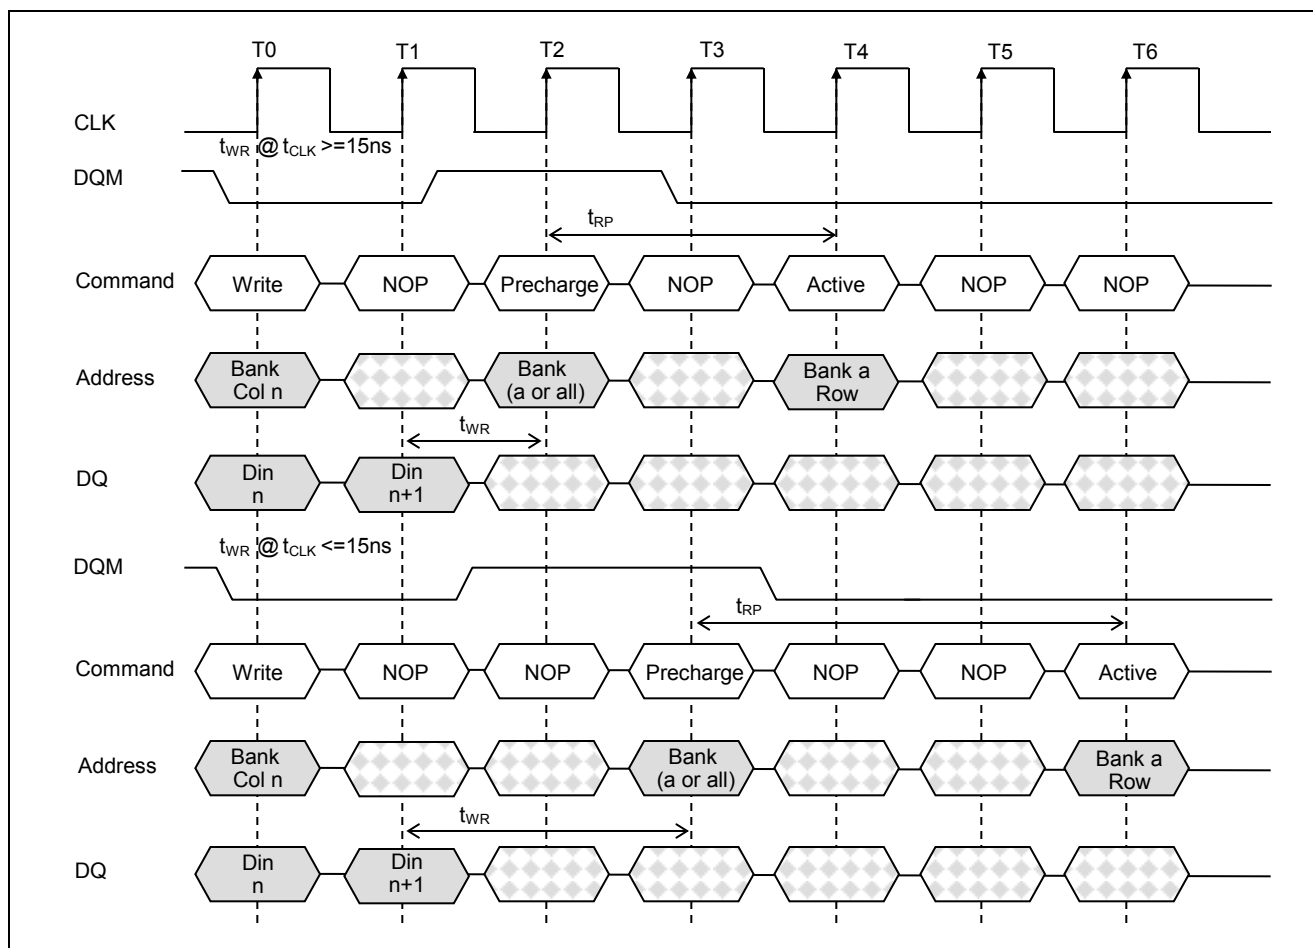 T0 T1 T2 T3 T4 T5 T6
CLK
tWR @ tCLK >=15ns
DQM
tRP
Command Write NOP Precharge NOP Active NOP NOP
Address Bank Bank Bank a
Col n (a or all) Row
tWR
DQ Din Din
n n+1
tWR @ tCLK <=15ns
DQM
tRP
Command Write NOP NOP Precharge NOP NOP Active
Address Bank Bank Bank a
Col n (a or all) Row
tWR
DQ Din Din
n n+1